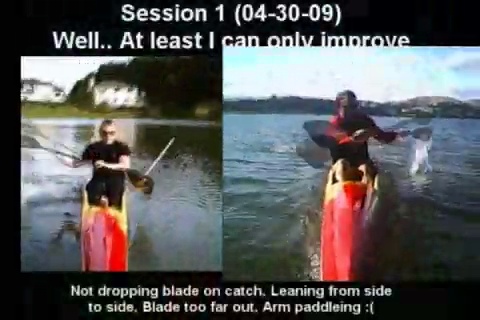 Session 1 (04-30-09)
Well.. At least I can only improve
Not dropping blade on catch. Leaning from side
to side. Blade too far out. Arm paddleing :(